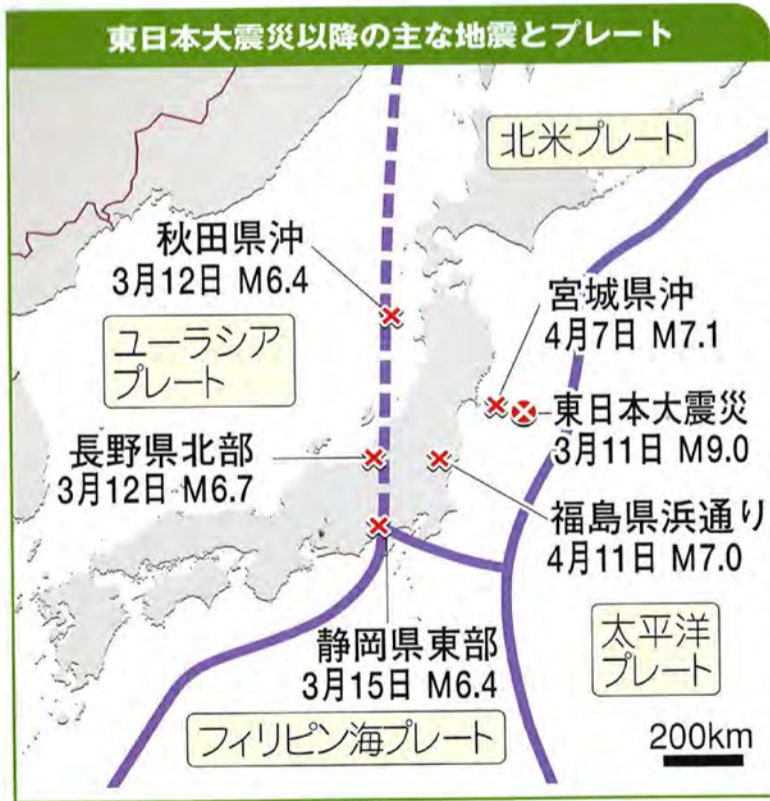 東日本大震災以降の主な地震とプレート
北米プレート
秋田県沖
3月12日 M6.4
宮城県沖
4月7日 M7.1
ユーラシア
プレート
東日本大震災
3月11日 M9.0
長野県北部
3月12日 M6.7
福島県浜通り
4月11日 M7.0
太平洋
プレート
静岡県東部
3月15日 M6.4
フィリピン海プレート
200km